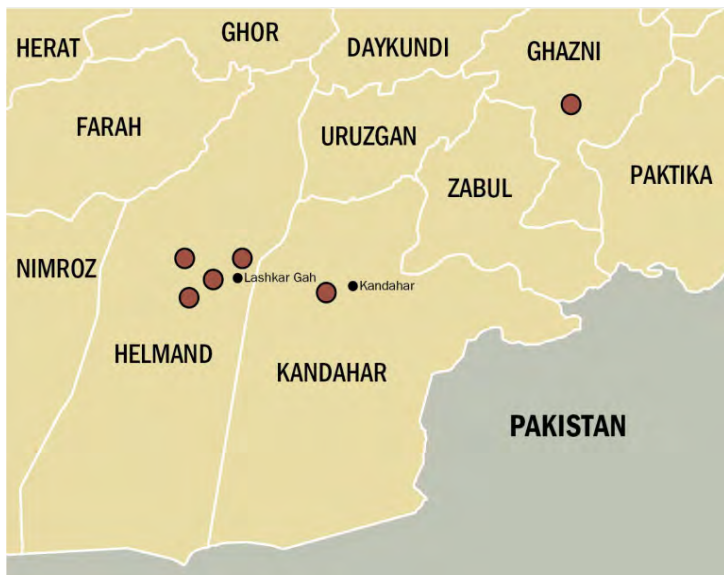 GHOR
HERAT
DAYKUNDI
GHAZNI
FARAH
URUZGAN
ZABUL
PAKTIKA
NIMROZ
Lashkar Gah
Kandahar
HELMAND
KANDAHAR
PAKISTAN